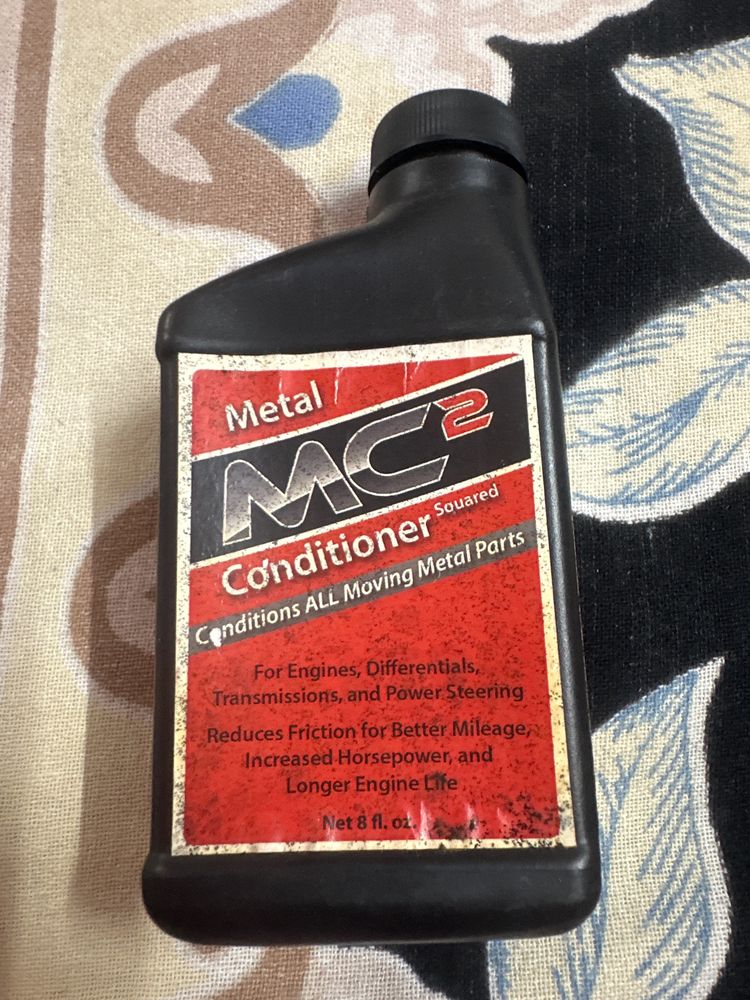 Metal
MC2
Conditioner Squared
Conditions ALL Moving Metal Parts
For Engines, Differentials,
Transmissions, and Power Steering
Reduces Friction for Better Mileage,
Increased Horsepower, and
Longer Engine Life
Net 8 fl. oz.